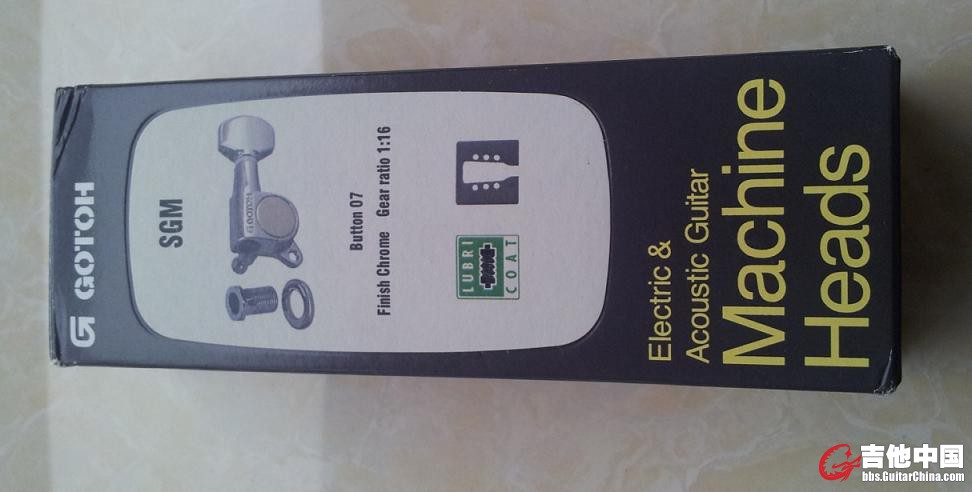 GOTOH
SGM
GOTOH
Button 07
Finish Chrome Gear ratio 1:16
LUBRI
COAT
Electric &
Acoustic Guitar
Machine
Heads
吉他中国
bbs.GuitarChina.com